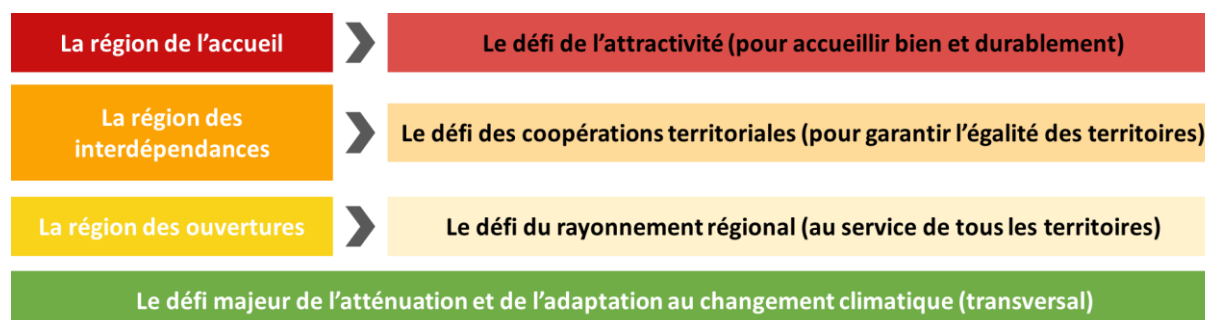 La région de l’accueil
Le défi de l’attractivité (pour accueillir bien et durablement)
La région des
interdépendances
Le défi des coopérations territoriales (pour garantir l’égalité des territoires)
La région des ouvertures
Le défi du rayonnement régional (au service de tous les territoires)
Le défi majeur de l’atténuation et de l’adaptation au changement climatique (transversal)